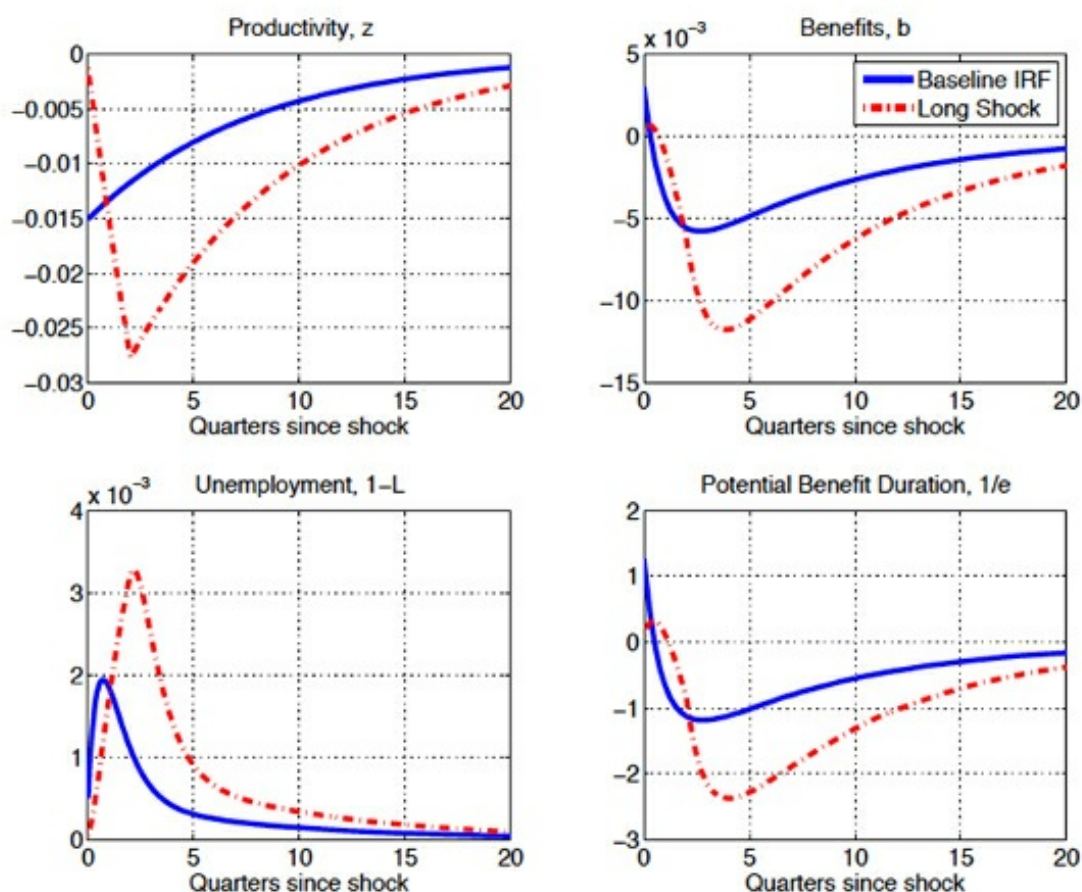 Productivity, z
0
−0.005
−0.01
−0.015
−0.02
−0.025
−0.03
0 5 10 15 20
Quarters since shock
Benefits, b
x 10−3
5
0
−5
−10
−15
Baseline IRF
Long Shock
0 5 10 15 20
Quarters since shock
Unemployment, 1−L
x 10−3
4
3
2
1
0
0 5 10 15 20
Quarters since shock
Potential Benefit Duration, 1/e
2
1
0
−1
−2
−3
0 5 10 15 20
Quarters since shock